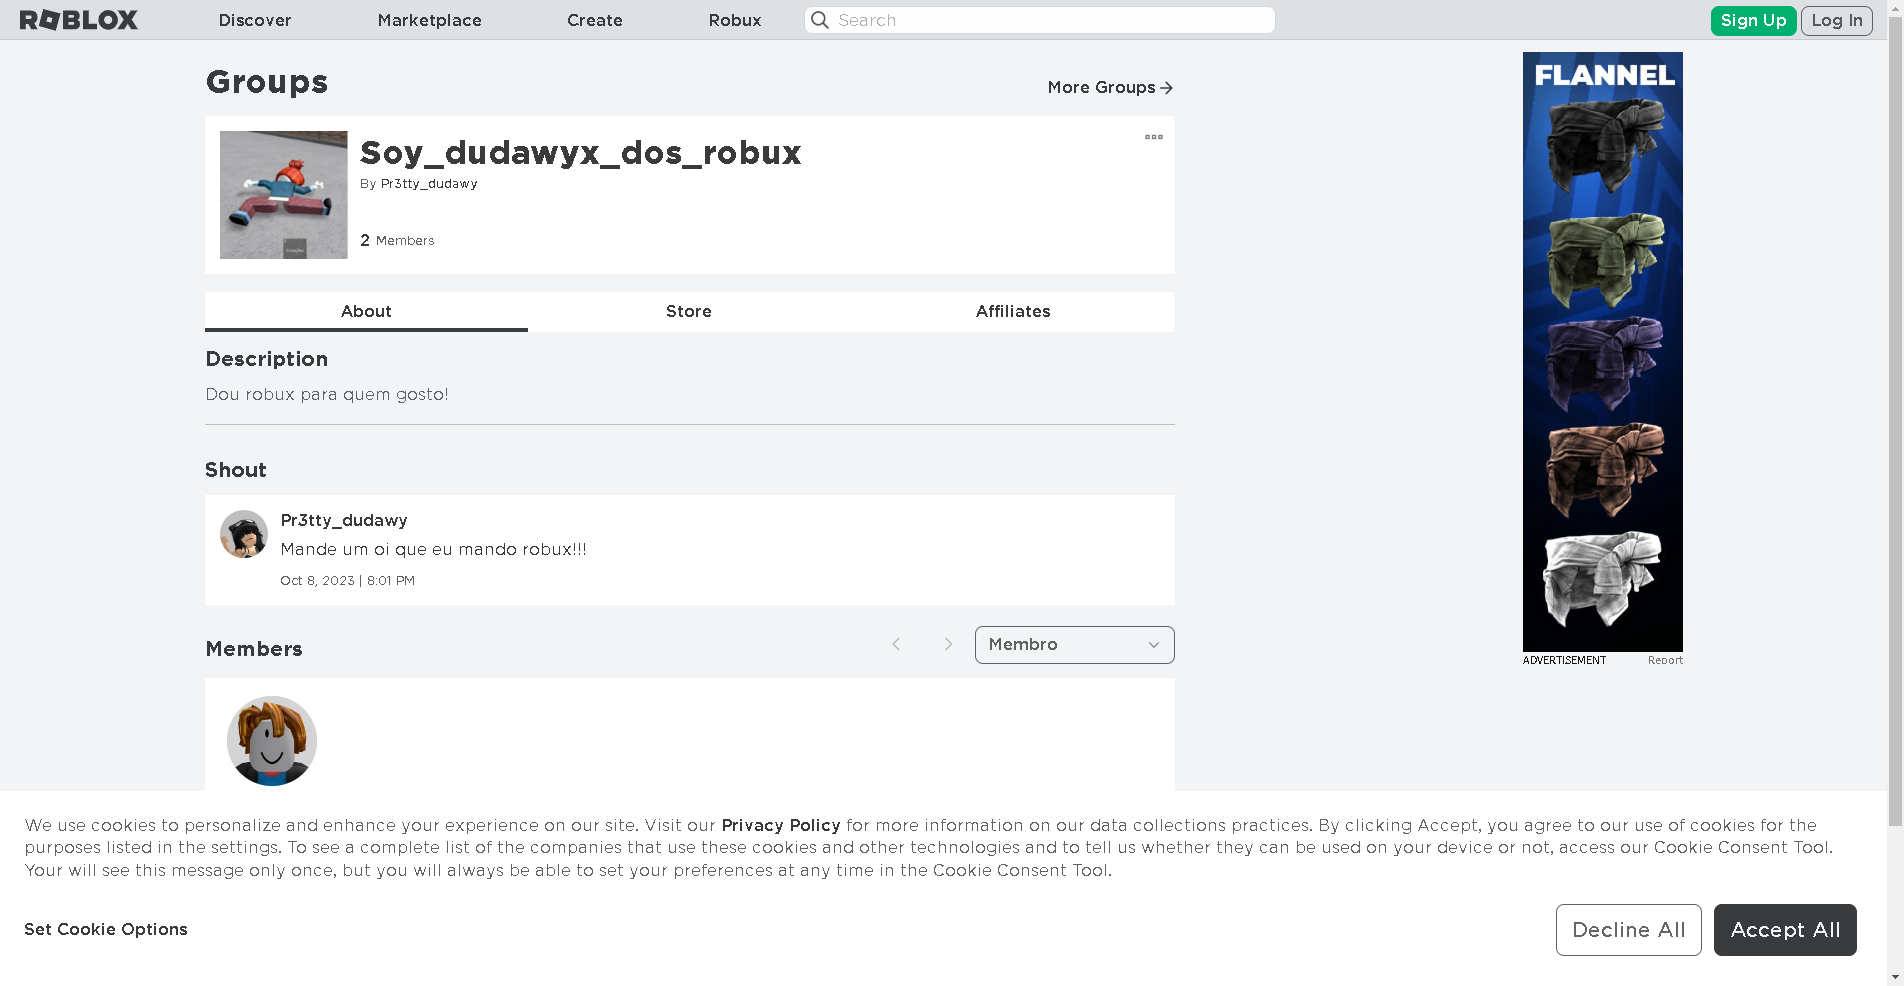 ROBLOX
Discover
Marketplace
Create
Robux
Search
Sign Up
Log In
Groups
More Groups
Soy_dudawyx_dos_robux
By Pr3tty_dudawy
2 Members
About
Store
Affiliates
Description
Dou robux para quem gosto!
Shout
Pr3tty_dudawy
Mande um oi que eu mando robux!!!
Oct 8, 2023 | 8:01 PM
Members
Membro
FLANNEL
ADVERTISEMENT
Report
We use cookies to personalize and enhance your experience on our site. Visit our Privacy Policy for more information on our data collections practices. By clicking Accept, you agree to our use of cookies for the
purposes listed in the settings. To see a complete list of the companies that use these cookies and other technologies and to tell us whether they can be used on your device or not, access our Cookie Consent Tool.
Your will see this message only once, but you will always be able to set your preferences at any time in the Cookie Consent Tool.
Set Cookie Options
Decline All
Accept All